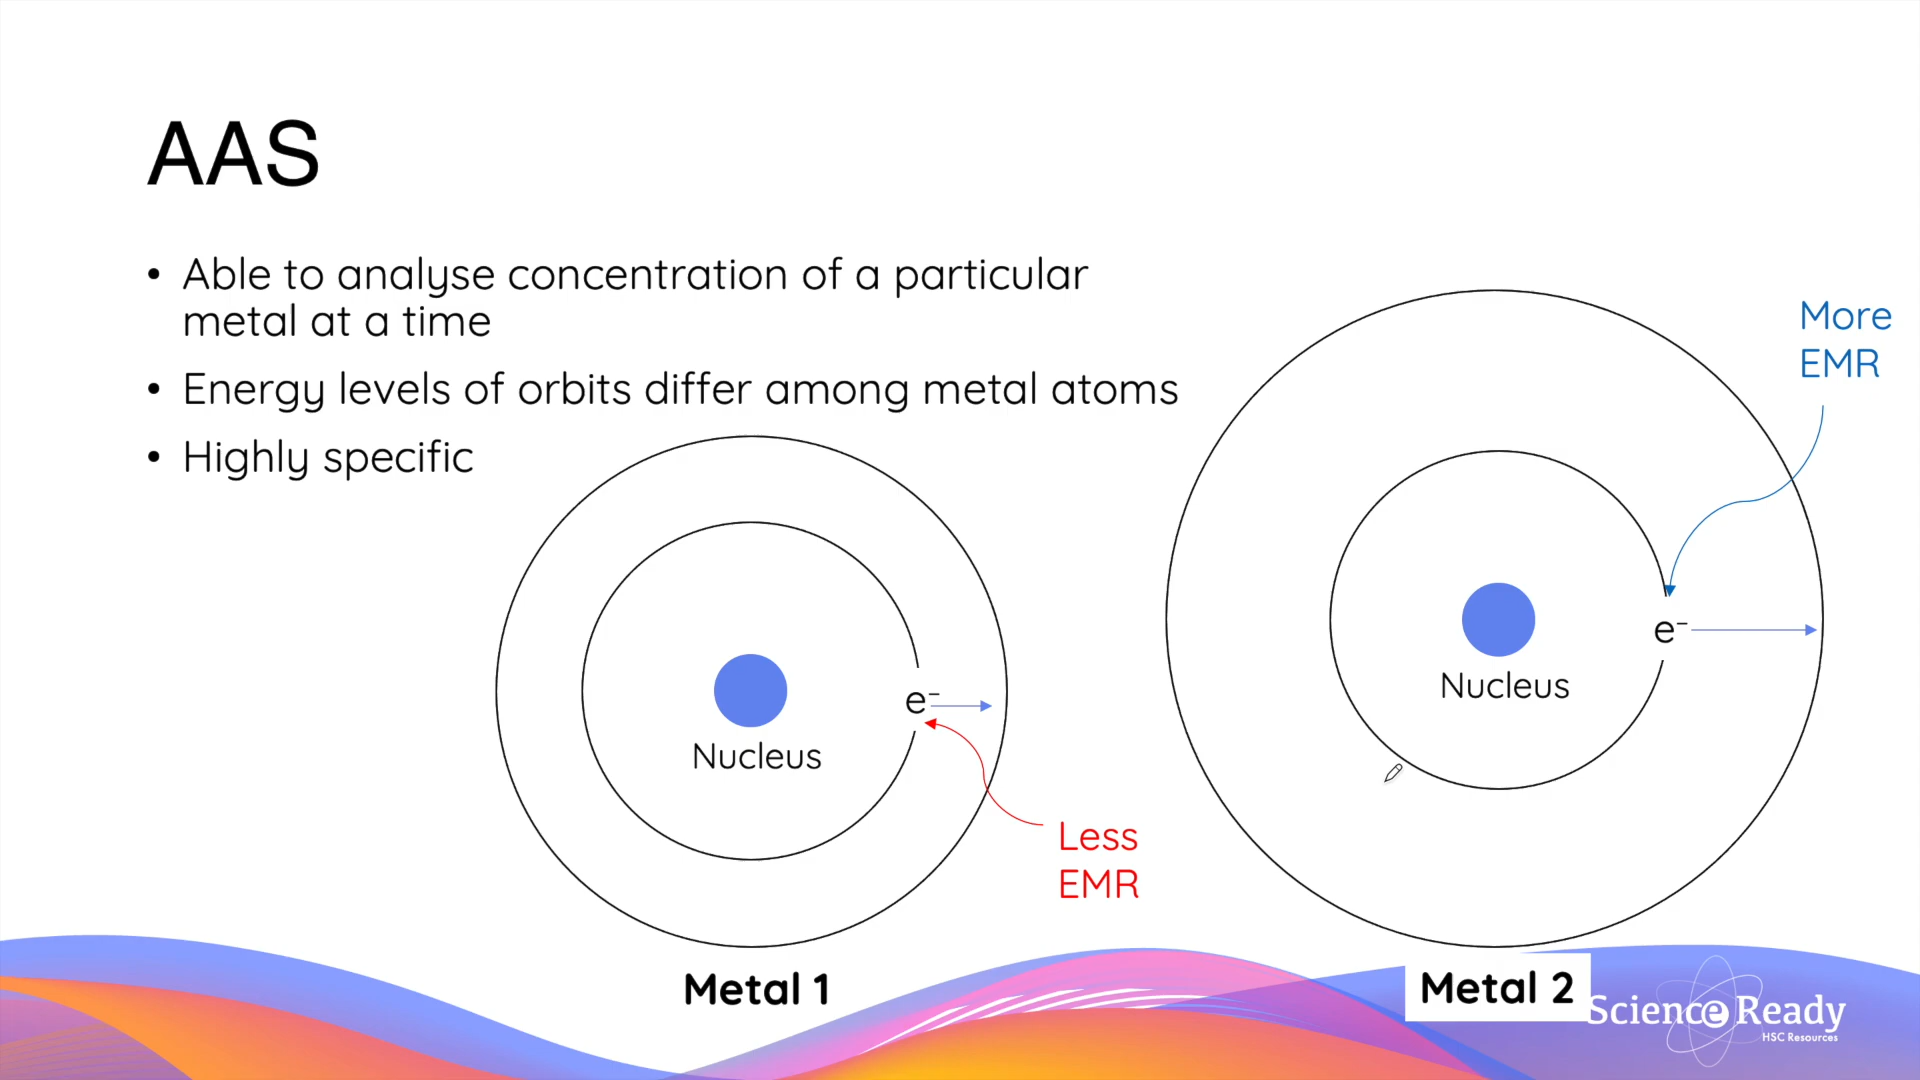 AAS
• Able to analyse concentration of a particular
metal at a time
• Energy levels of orbits differ among metal atoms
• Highly specific
More
EMR
e⁻
Nucleus
e⁻
Nucleus
Less
EMR
Metal 1
Metal 2
Science Ready
HSC Resources